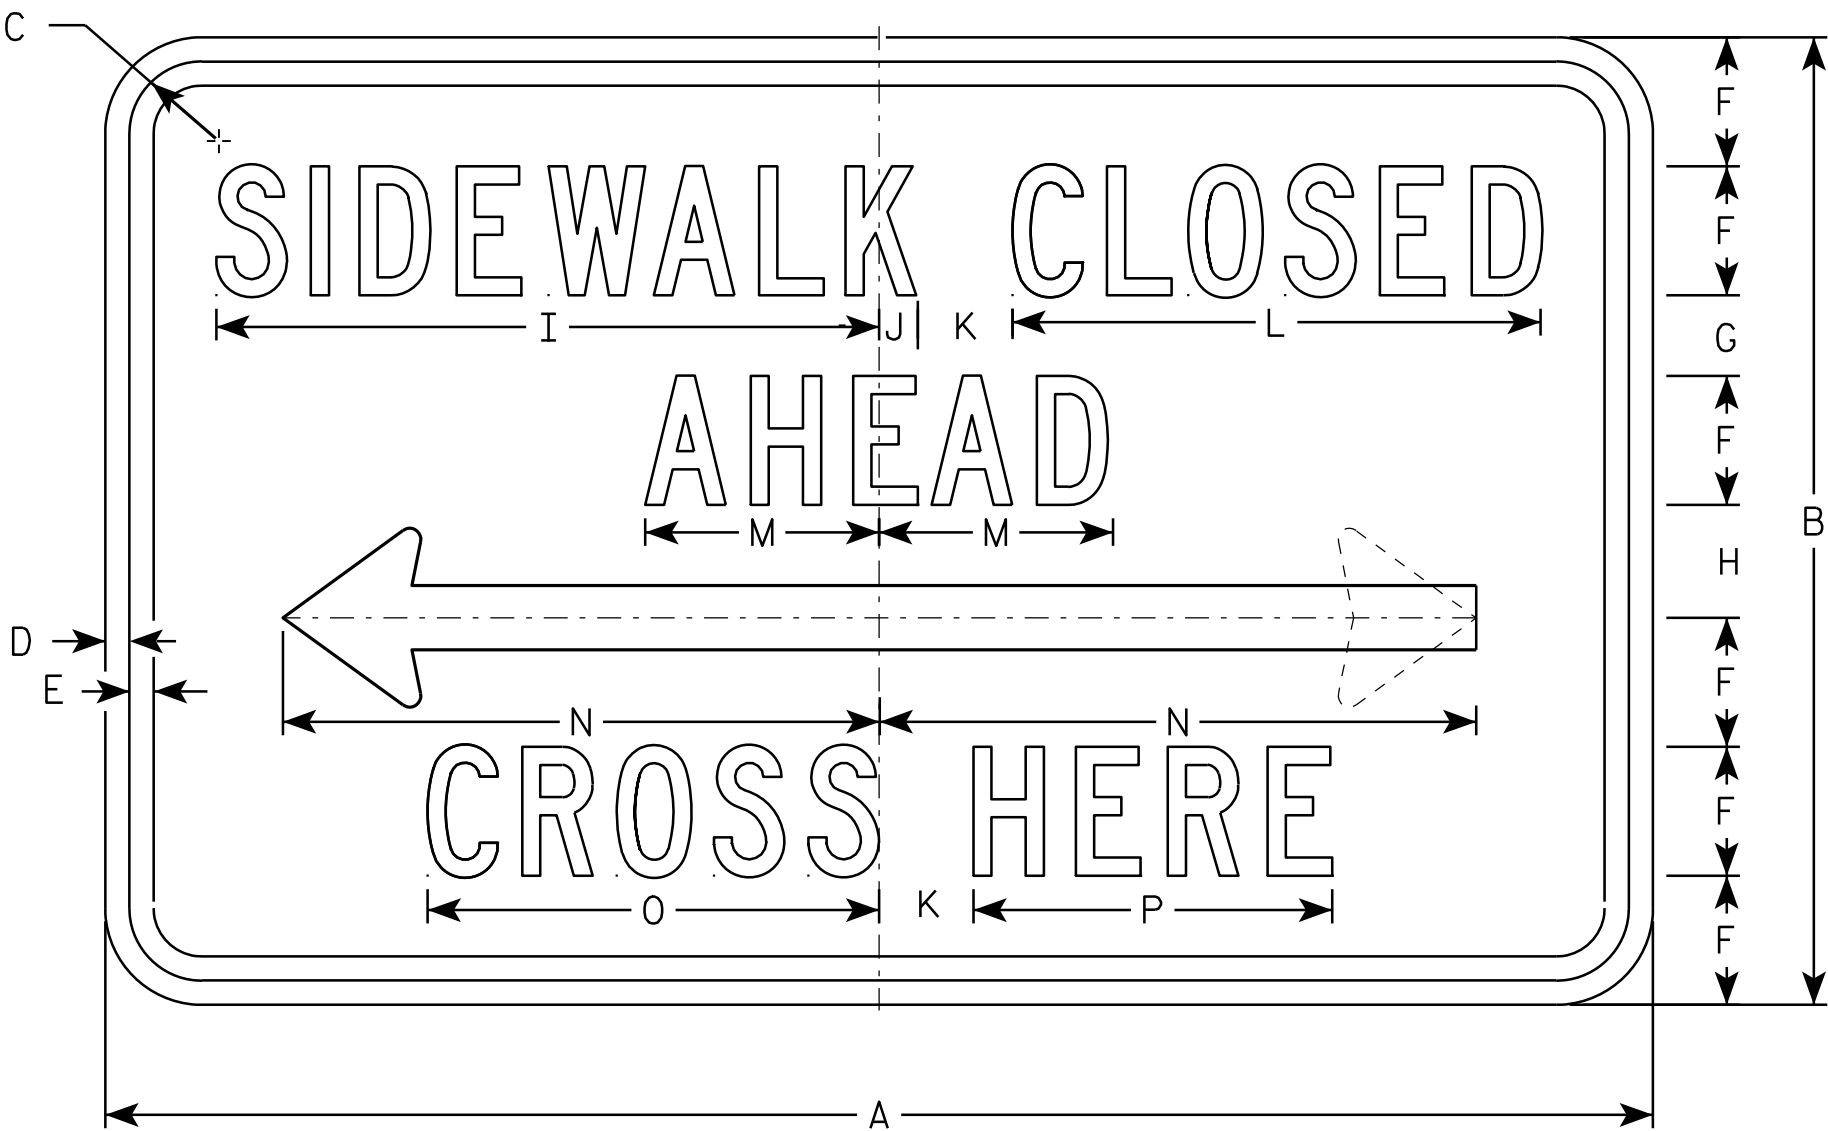 C
F
SIDEWALK CLOSED
F
I J K L
G
AHEAD
F
M M
B
H
D
E
F
N N
CROSS HERE
F
O K P
F
A